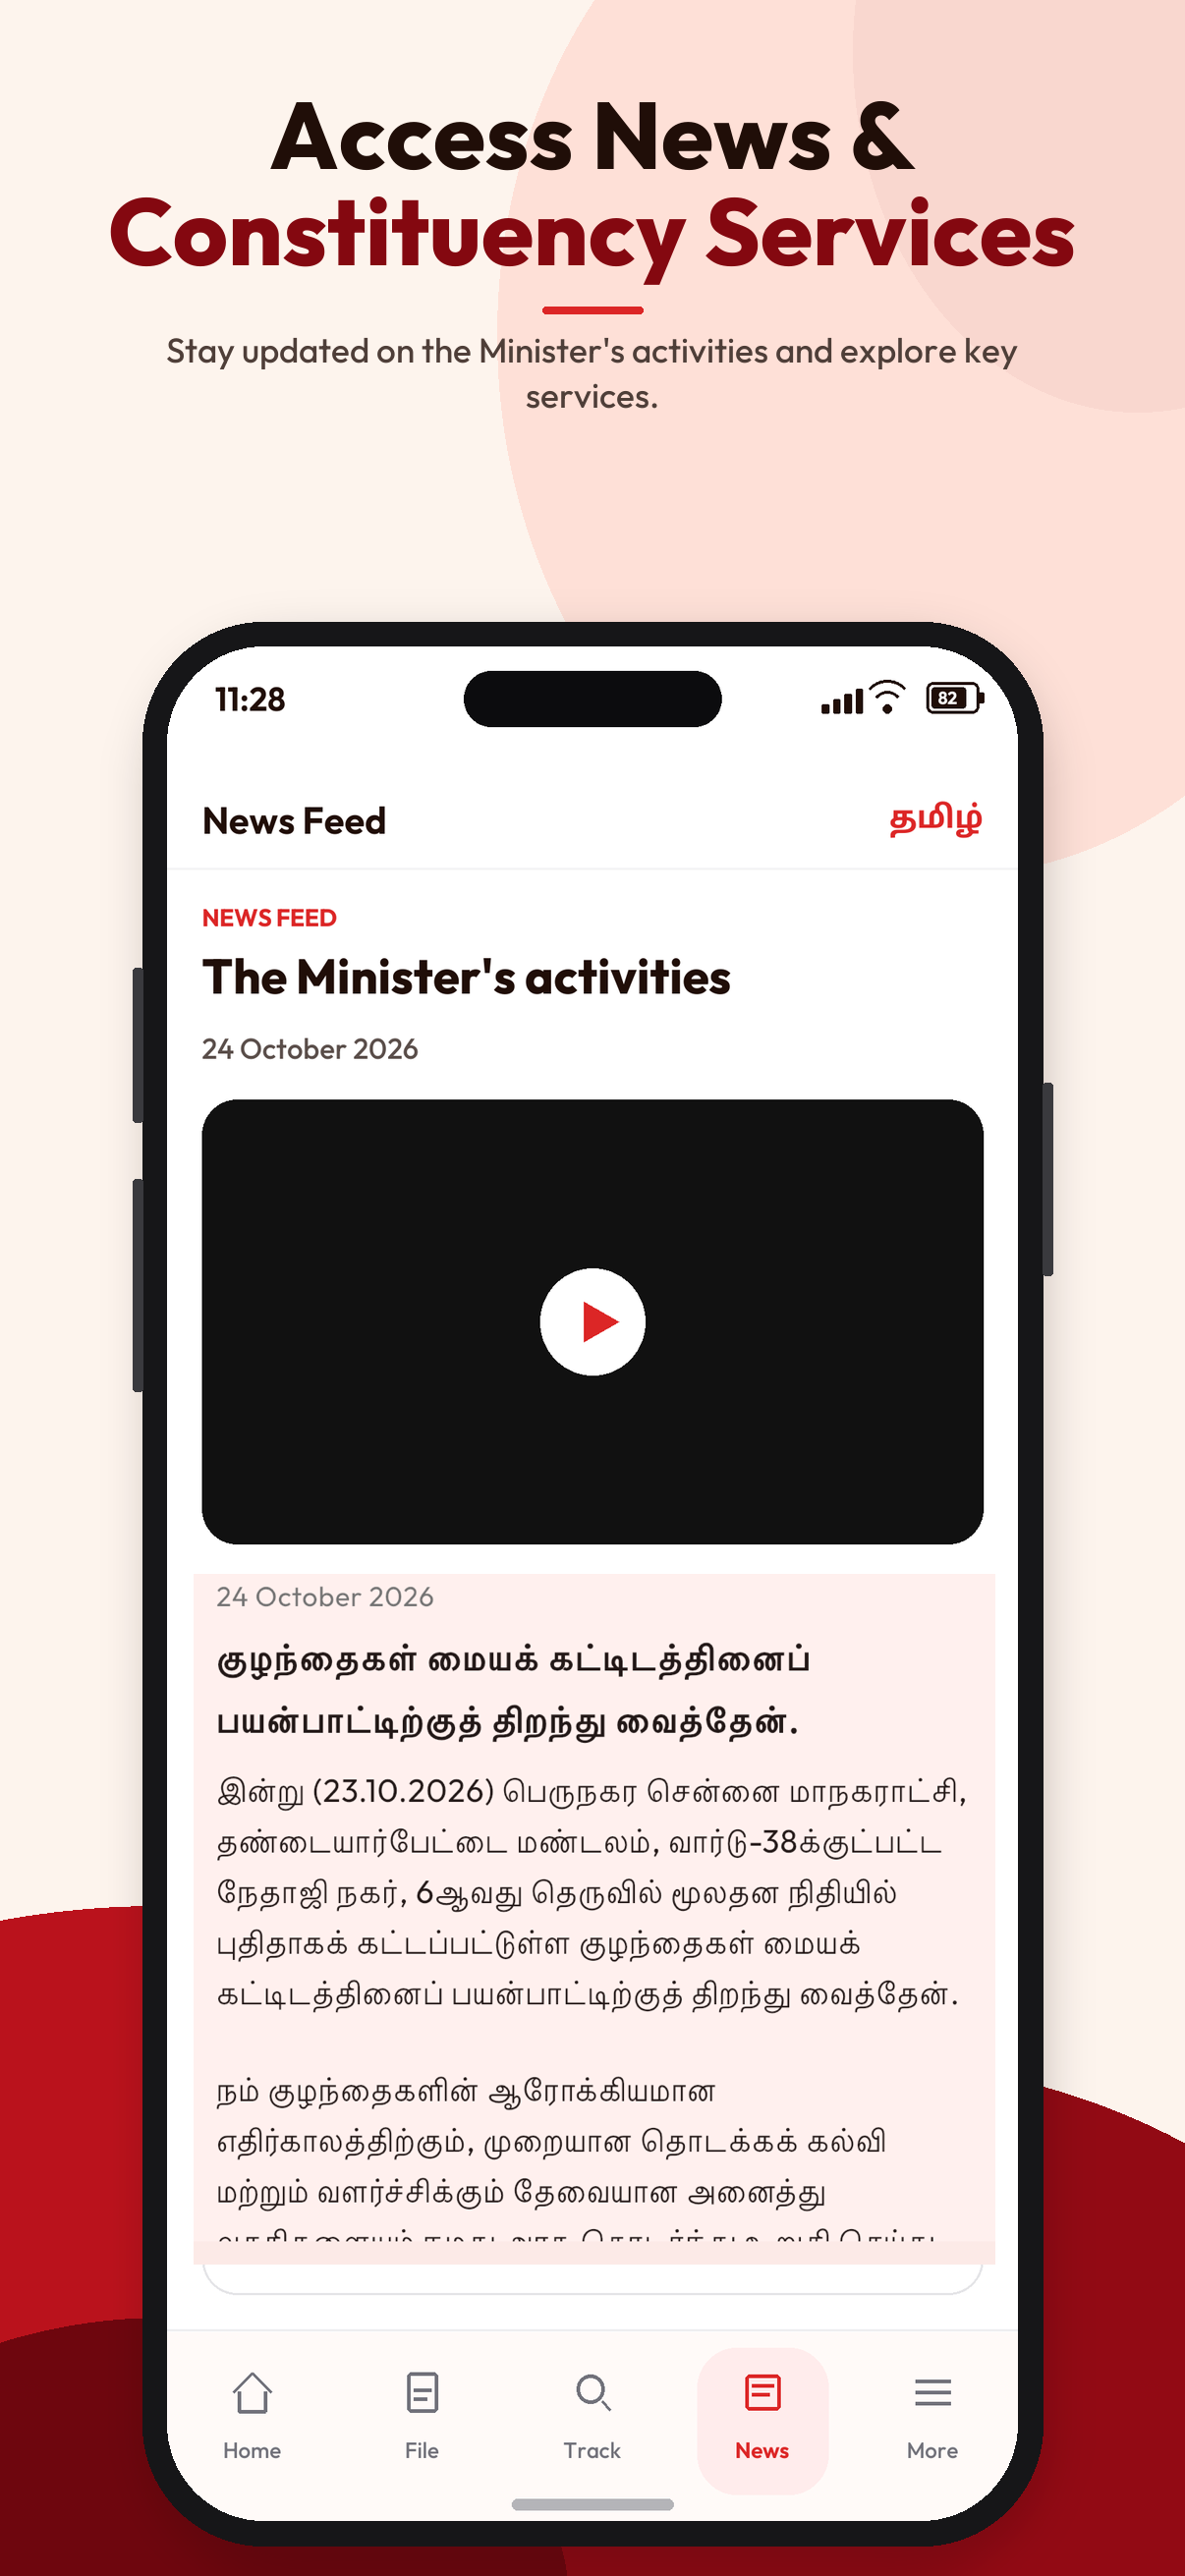 Access News &
Constituency Services
Stay updated on the Minister's activities and explore key
services.
11:28
82
News Feed
தமிழ்
NEWS FEED
The Minister's activities
24 October 2026
24 October 2026
குழந்தைகள் மையக் கட்டிடத்தினைப்
பயன்பாட்டிற்குத் திறந்து வைத்தேன்.
இன்று (23.10.2026) பெருநகர சென்னை மாநகராட்சி,
தண்டையார்பேட்டை மண்டலம், வார்டு-38க்குட்பட்ட
நேதாஜி நகர், 6ஆவது தெருவில் மூலதன நிதியில்
புதிதாகக் கட்டப்பட்டுள்ள குழந்தைகள் மையக்
கட்டிடத்தினைப் பயன்பாட்டிற்குத் திறந்து வைத்தேன்.
நம் குழந்தைகளின் ஆரோக்கியமான
எதிர்காலத்திற்கும், முறையான தொடக்கக் கல்வி
மற்றும் வளர்ச்சிக்கும் தேவையான அனைத்து
Home
File
Track
News
More